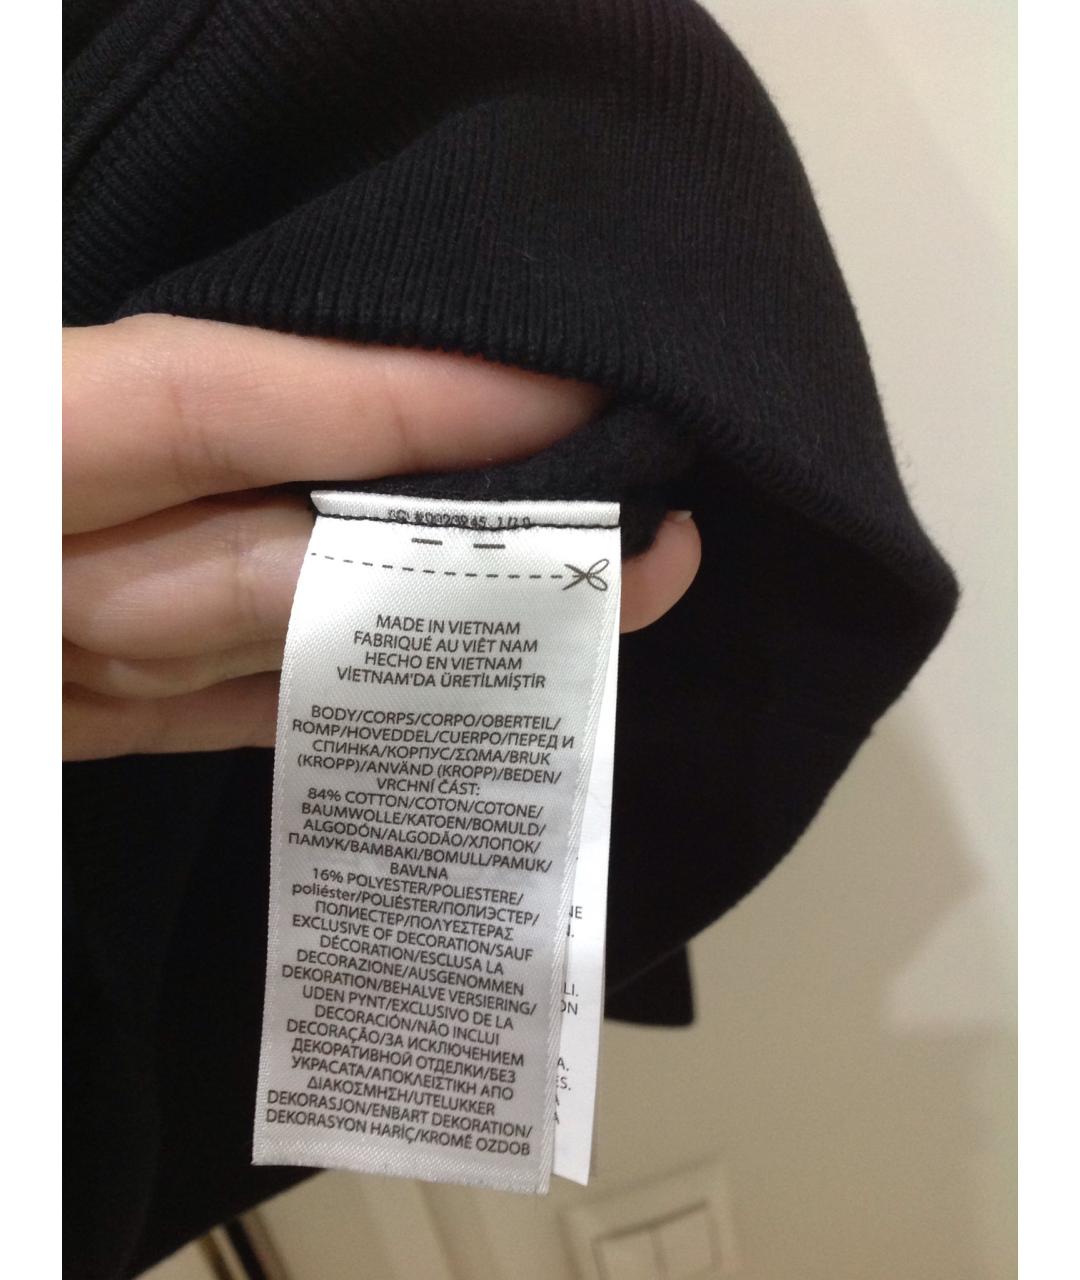 MADE IN VIETNAM
FABRIQUÉ AU VIÊT NAM
HECHO EN VIETNAM
VİETNAM'DA ÜRETİLMİŞTİR
BODY/CORPS/CORPO/OBERTEIL/
ROMP/HOVEDDEL/CUERPO/ПЕРЕД И
СПИНКА/КОРПУС/ΣΩΜΑ/BRUK
(KROPP)/ANVÄND (KROPP)/BEDEN/
VRCHNÍ ČÁST:
84% COTTON/COTON/COTONE/
BAUMWOLLE/KATOEN/BOMULD/
ALGODÓN/ALGODÃO/ХЛОПОК/
ПАМУК/ΒΑΜΒΑΚΙ/BOMULL/PAMUK/
BAVLNA
16% POLYESTER/POLIESTERE/
poliéster/POLIÉSTER/ПОЛИЭСТЕР/
ПОЛИЕСТЕР/ΠΟΛΥΕΣΤΕΡΑΣ
EXCLUSIVE OF DECORATION/SAUF
DÉCORATION/ESCLUSA LA
DECORAZIONE/AUSGENOMMEN
DEKORATION/BEHALVE VERSIERING/
UDEN PYNT/EXCLUSIVO DE LA
DECORACIÓN/NÃO INCLUI
DECORAÇÃO/ЗА ИСКЛЮЧЕНИЕМ
ДЕКОРАТИВНОЙ ОТДЕЛКИ/БЕЗ
УКРАСАТА/ΑΠΟΚΛΕΙΣΤΙΚΗ ΑΠΟ
ΔΙΑΚΟΣΜΗΣΗ/UTELUKKER
DEKORASJON/ENBART DEKORATION/
DEKORASYON HARİÇ/KROMĚ OZDOB